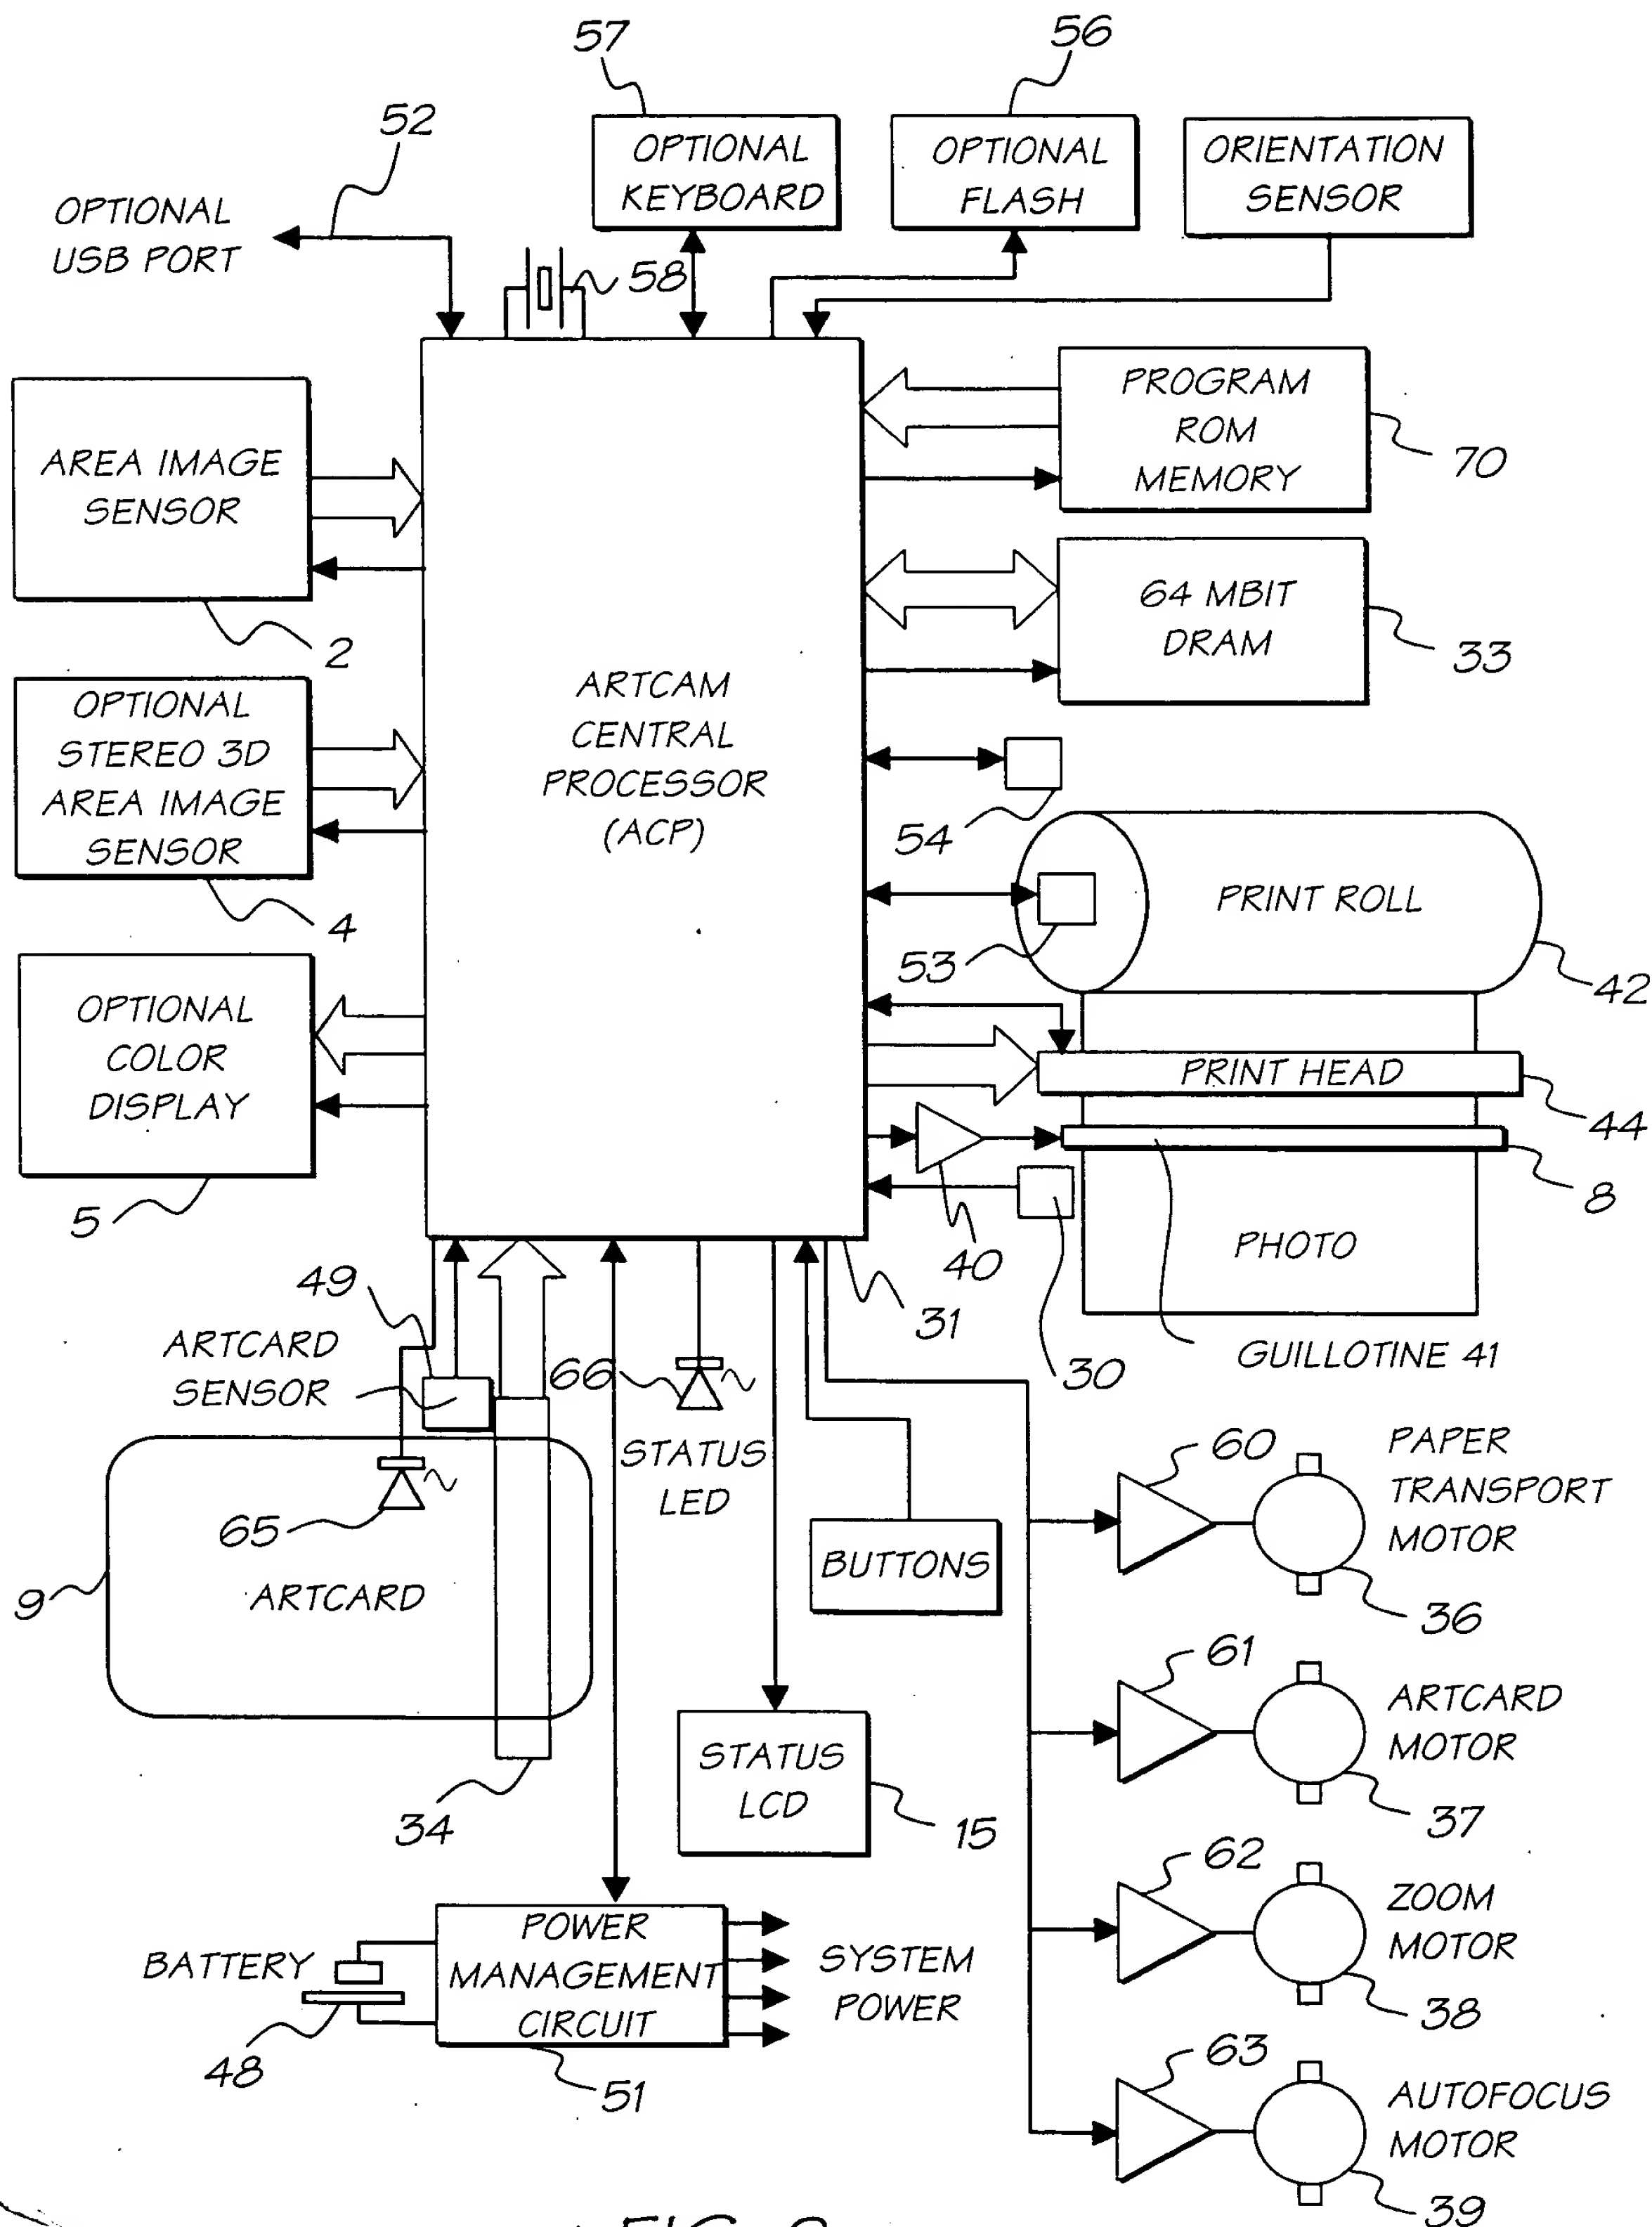 57
56
52
OPTIONAL
USB PORT
OPTIONAL
KEYBOARD
OPTIONAL
FLASH
ORIENTATION
SENSOR
58
AREA IMAGE
SENSOR
2
PROGRAM
ROM
MEMORY
70
64 MBIT
DRAM
33
OPTIONAL
STEREO 3D
AREA IMAGE
SENSOR
4
ARTCAM
CENTRAL
PROCESSOR
(ACP)
54
PRINT ROLL
53
42
OPTIONAL
COLOR
DISPLAY
5
PRINT HEAD
44
8
40
PHOTO
31
30
GUILLOTINE 41
49
ARTCARD
SENSOR
66
STATUS
LED
65
9
ARTCARD
34
BUTTONS
STATUS
LCD
15
60
PAPER
TRANSPORT
MOTOR
36
61
ARTCARD
MOTOR
37
62
ZOOM
MOTOR
38
63
AUTOFOCUS
MOTOR
39
BATTERY
48
POWER
MANAGEMENT
CIRCUIT
51
SYSTEM
POWER